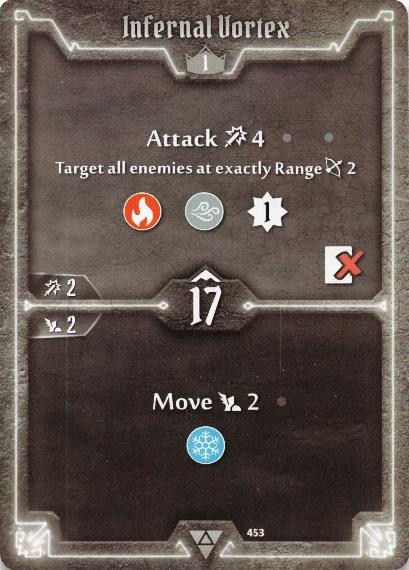 Infernal Vortex
1
Attack 4
Target all enemies at exactly Range 2
1
2
17
2
Move 2
453